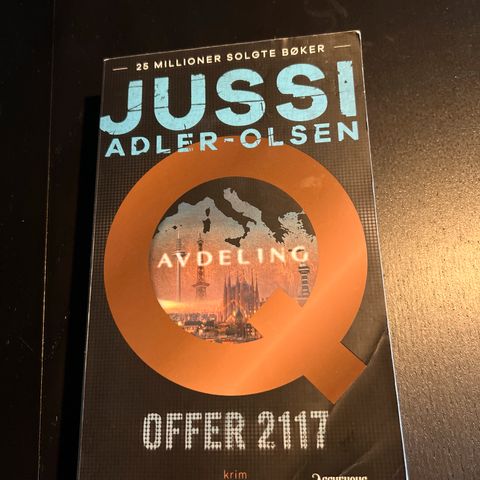 25 MILLIONER SOLGTE BØKER
JUSSI
ADLER-OLSEN
AVDELING
Q
OFFER 2117
krim